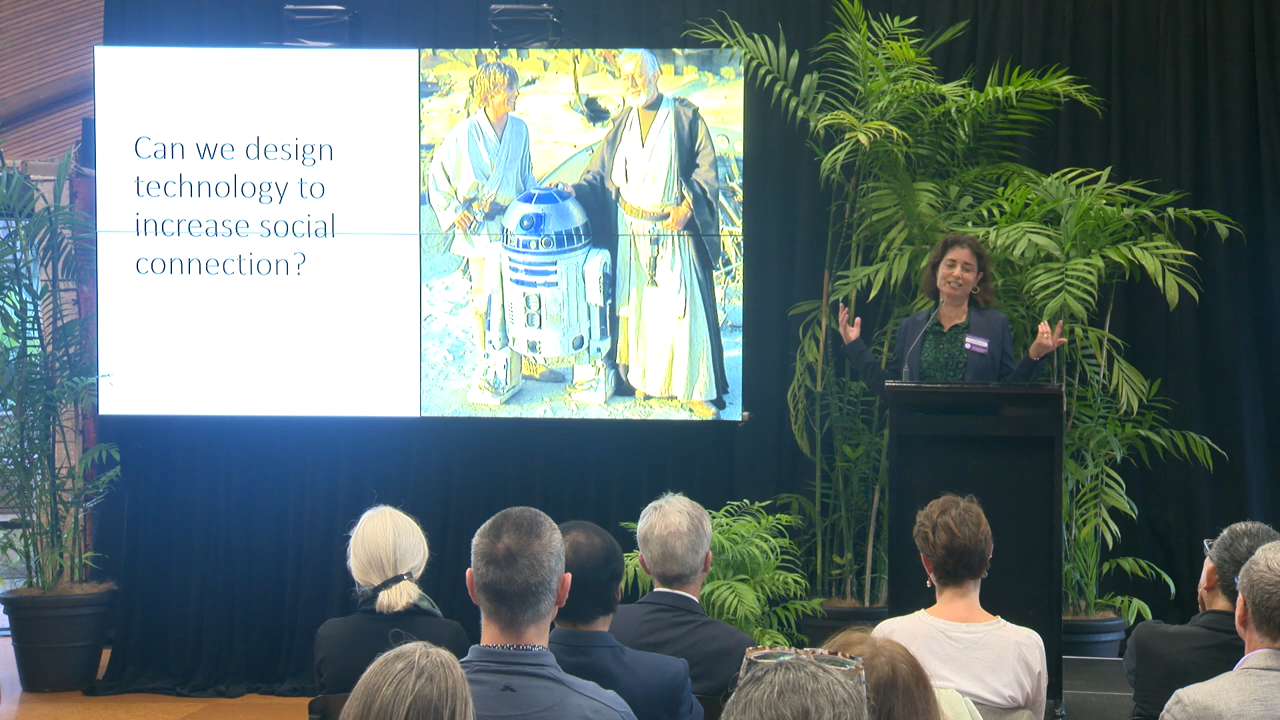 Can we design
technology to
increase social
connection?